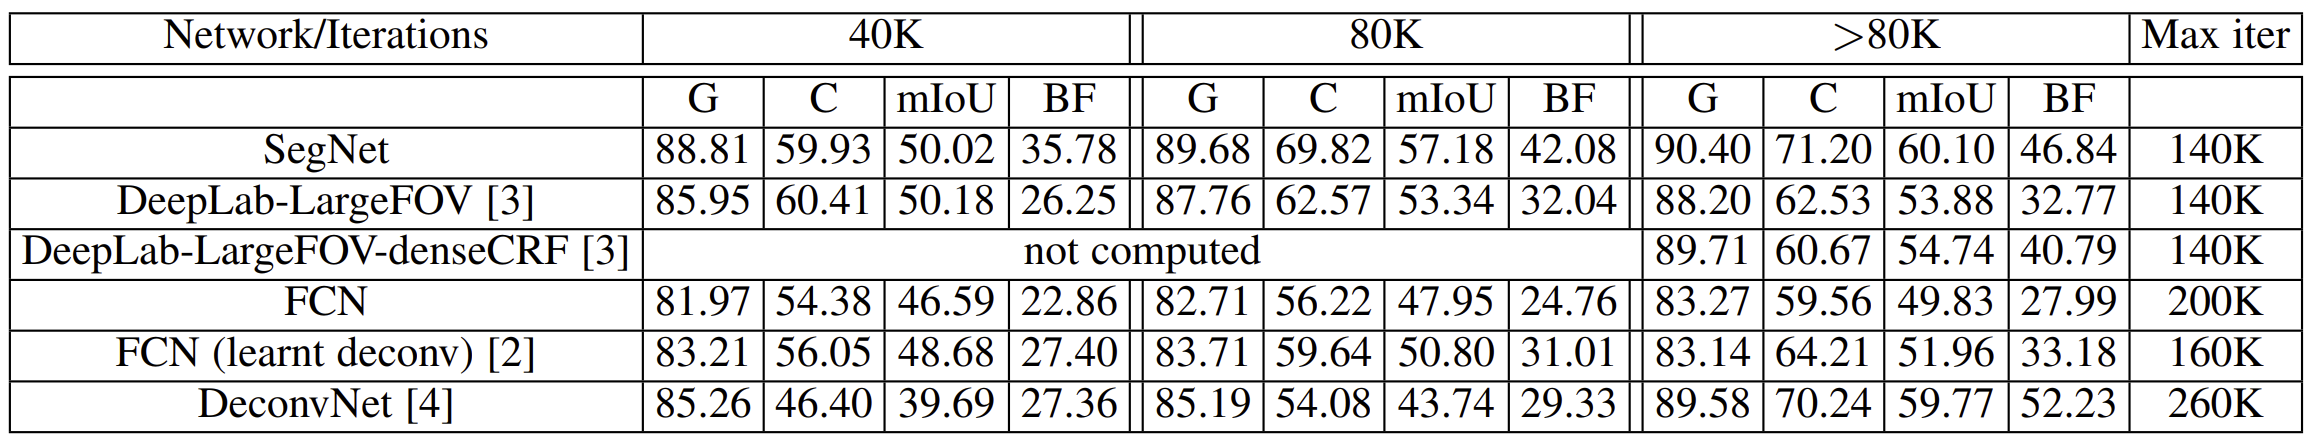 Network/Iterations 40K 80K >80K Max iter
G C mIoU BF G C mIoU BF G C mIoU BF
SegNet 88.81 59.93 50.02 35.78 89.68 69.82 57.18 42.08 90.40 71.20 60.10 46.84 140K
DeepLab-LargeFOV [3] 85.95 60.41 50.18 26.25 87.76 62.57 53.34 32.04 88.20 62.53 53.88 32.77 140K
DeepLab-LargeFOV-denseCRF [3] not computed 89.71 60.67 54.74 40.79 140K
FCN 81.97 54.38 46.59 22.86 82.71 56.22 47.95 24.76 83.27 59.56 49.83 27.99 200K
FCN (learnt deconv) [2] 83.21 56.05 48.68 27.40 83.71 59.64 50.80 31.01 83.14 64.21 51.96 33.18 160K
DeconvNet [4] 85.26 46.40 39.69 27.36 85.19 54.08 43.74 29.33 89.58 70.24 59.77 52.23 260K